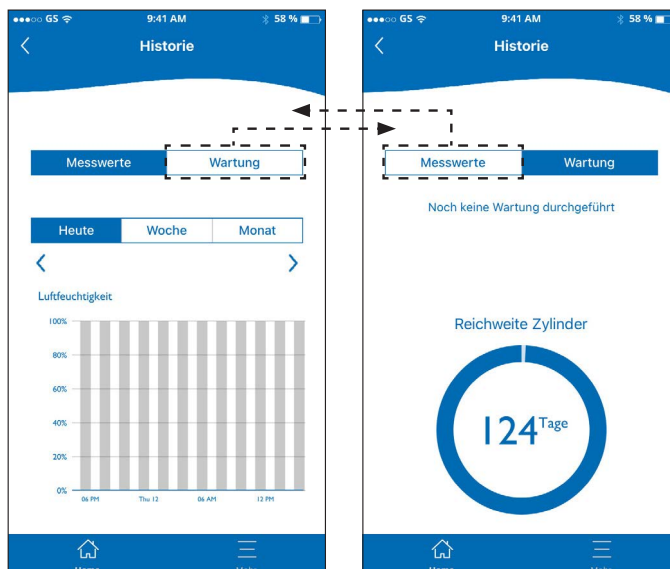 GS 9:41 AM 58 %
Historie
Messwerte Wartung
Heute Woche Monat
Luftfeuchtigkeit
100%
80%
60%
40%
20%
0%
06 PM Thu 12 06 AM 12 PM
GS 9:41 AM 58 %
Historie
Messwerte Wartung
Noch keine Wartung durchgeführt
Reichweite Zylinder
124 Tage